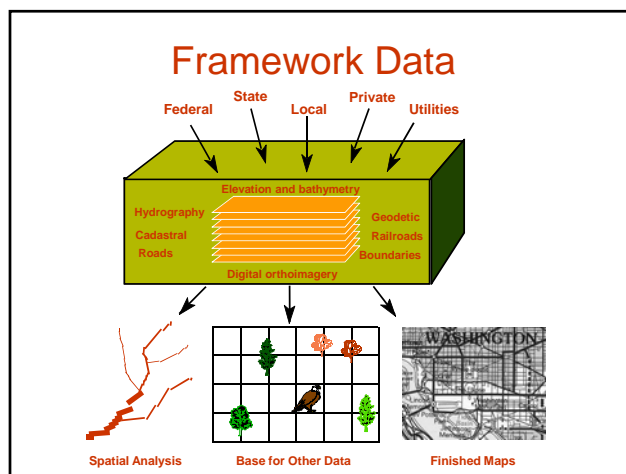 Framework Data
Federal State Local Private Utilities
Elevation and bathymetry
Hydrography Geodetic
Cadastral Railroads
Roads Boundaries
Digital orthoimagery
WASHINGTON
Spatial Analysis Base for Other Data Finished Maps